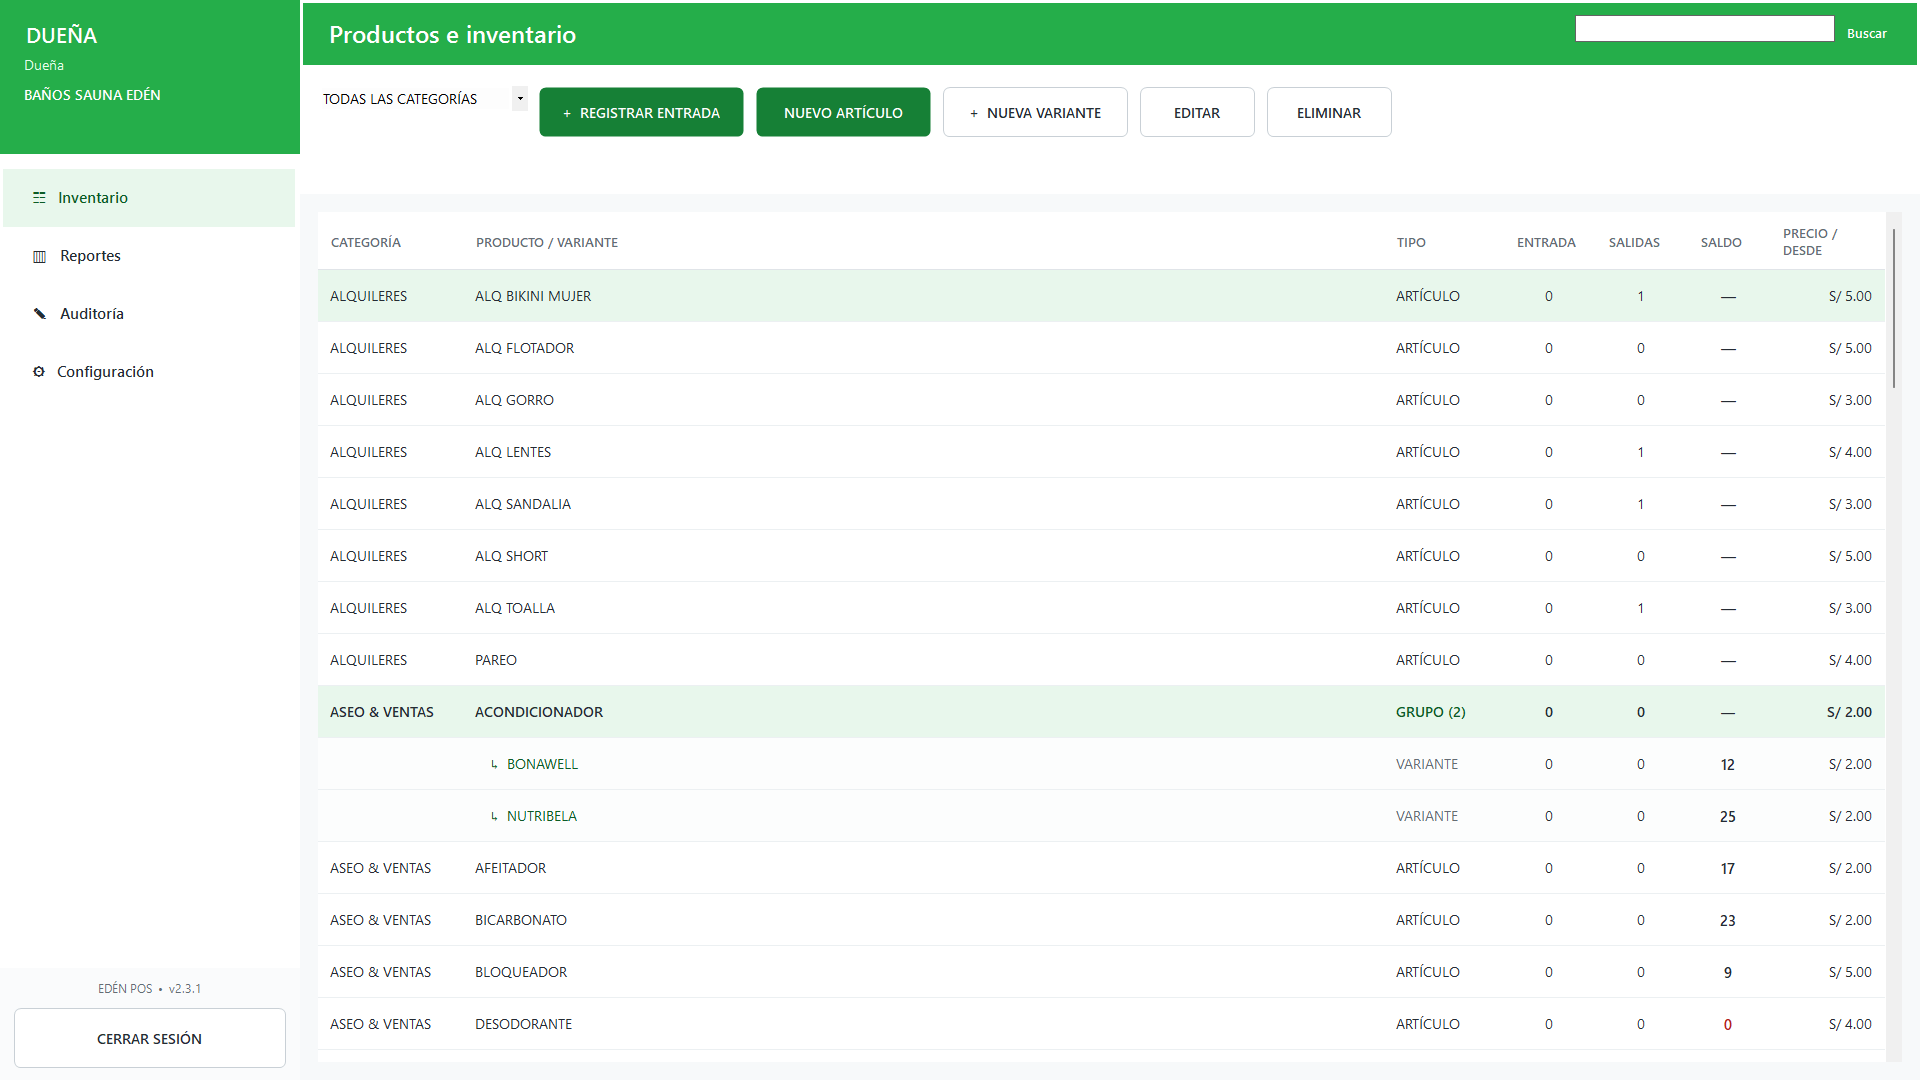 DUEÑA
Dueña
BAÑOS SAUNA EDÉN
Inventario
Reportes
Auditoría
Configuración
EDÉN POS • v2.3.1
CERRAR SESIÓN
Productos e inventario
Buscar
TODAS LAS CATEGORÍAS
+ REGISTRAR ENTRADA
NUEVO ARTÍCULO
+ NUEVA VARIANTE
EDITAR
ELIMINAR
CATEGORÍA PRODUCTO / VARIANTE TIPO ENTRADA SALIDAS SALDO PRECIO / DESDE
ALQUILERES ALQ BIKINI MUJER ARTÍCULO 0 1 — S/ 5.00
ALQUILERES ALQ FLOTADOR ARTÍCULO 0 0 — S/ 5.00
ALQUILERES ALQ GORRO ARTÍCULO 0 0 — S/ 3.00
ALQUILERES ALQ LENTES ARTÍCULO 0 1 — S/ 4.00
ALQUILERES ALQ SANDALIA ARTÍCULO 0 1 — S/ 3.00
ALQUILERES ALQ SHORT ARTÍCULO 0 0 — S/ 5.00
ALQUILERES ALQ TOALLA ARTÍCULO 0 1 — S/ 3.00
ALQUILERES PAREO ARTÍCULO 0 0 — S/ 4.00
ASEO & VENTAS ACONDICIONADOR GRUPO (2) 0 0 — S/ 2.00
↳ BONAWELL VARIANTE 0 0 12 S/ 2.00
↳ NUTRIBELA VARIANTE 0 0 25 S/ 2.00
ASEO & VENTAS AFEITADOR ARTÍCULO 0 0 17 S/ 2.00
ASEO & VENTAS BICARBONATO ARTÍCULO 0 0 23 S/ 2.00
ASEO & VENTAS BLOQUEADOR ARTÍCULO 0 0 9 S/ 5.00
ASEO & VENTAS DESODORANTE ARTÍCULO 0 0 0 S/ 4.00